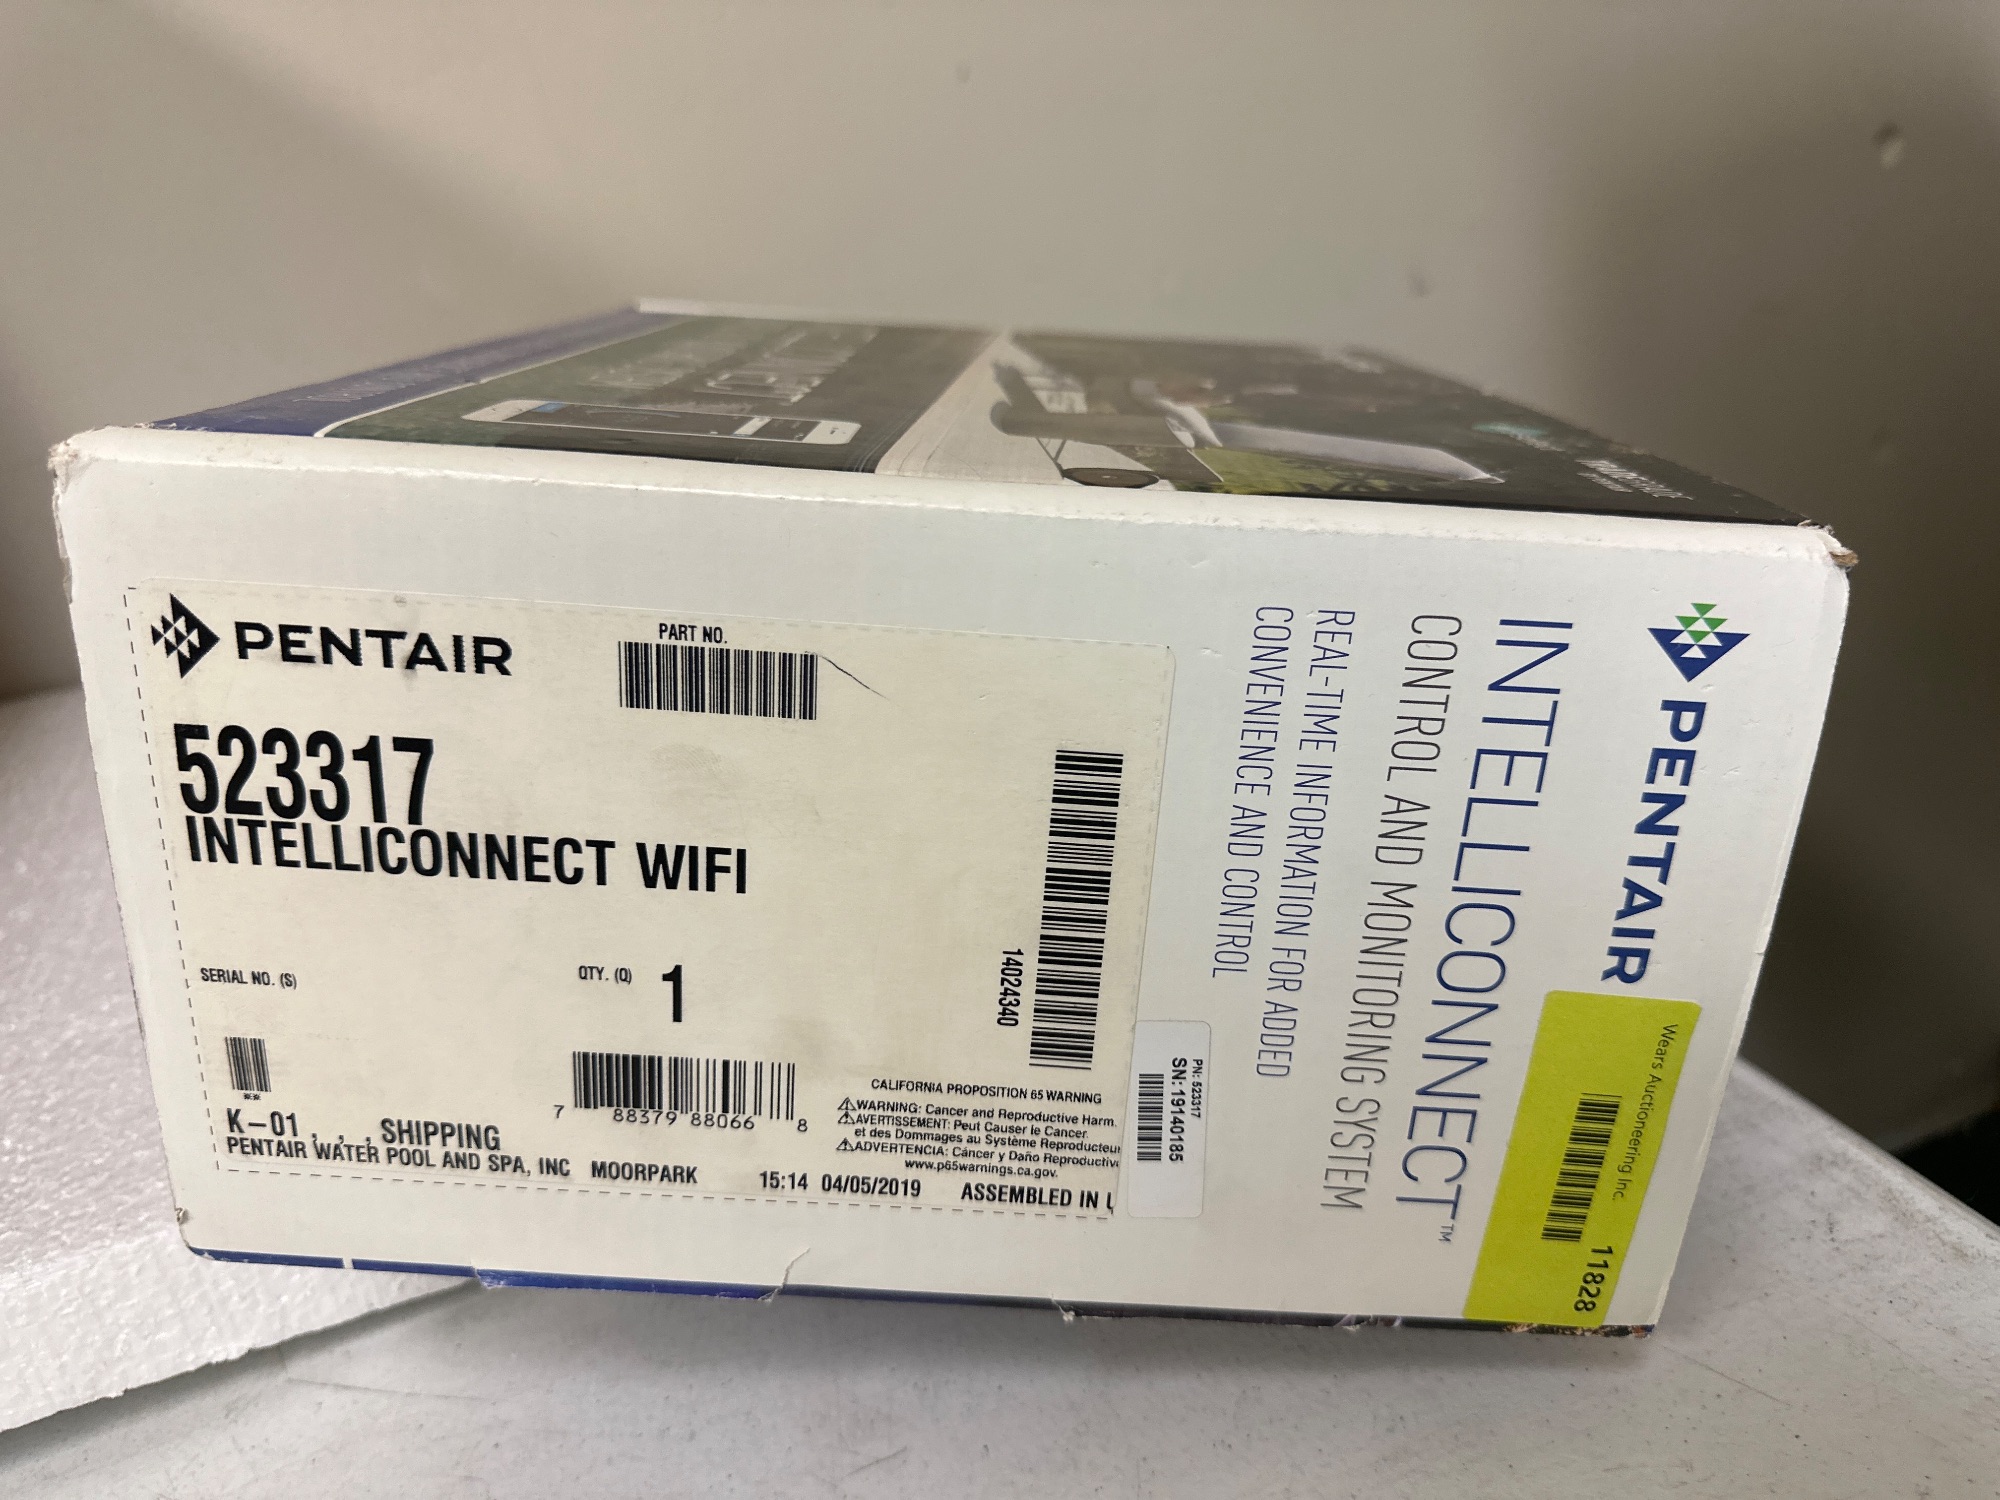 PENTAIR
PART NO.
523317
INTELLICONNECT WIFI
14024340
SERIAL NO. (S)
QTY. (Q) 1
7 88379 88066 8
K-01 , , , SHIPPING
PENTAIR WATER POOL AND SPA, INC MOORPARK
CALIFORNIA PROPOSITION 65 WARNING
WARNING: Cancer and Reproductive Harm.
AVERTISSEMENT: Peut Causer le Cancer.
et des Dommages au Système Reproducteur
ADVERTENCIA: Cáncer y Daño Reproductiv
www.p65warnings.ca.gov.
15:14 04/05/2019 ASSEMBLED IN
PN: 523317
SN: 19140185
PENTAIR
INTELLICONNECT™
CONTROL AND MONITORING SYSTEM
REAL-TIME INFORMATION FOR ADDED
CONVENIENCE AND CONTROL
Wears Auctioneering Inc.
11828